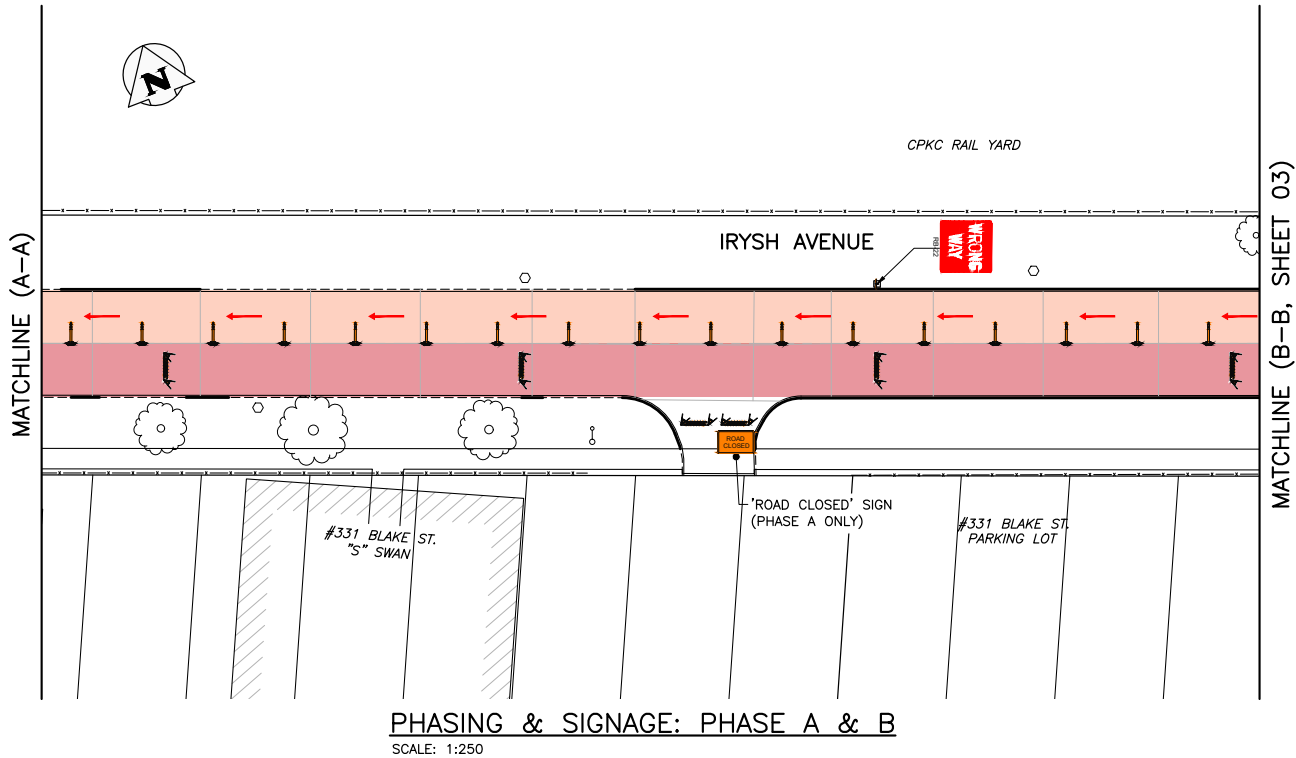 N
CPKC RAIL YARD
IRYSH AVENUE
WRONG
WAY
MATCHLINE (A-A)
MATCHLINE (B-B, SHEET 03)
ROAD
CLOSED
'ROAD CLOSED' SIGN
(PHASE A ONLY)
#331 BLAKE ST.
"S" SWAN
#331 BLAKE ST.
PARKING LOT
PHASING & SIGNAGE: PHASE A & B
SCALE: 1:250